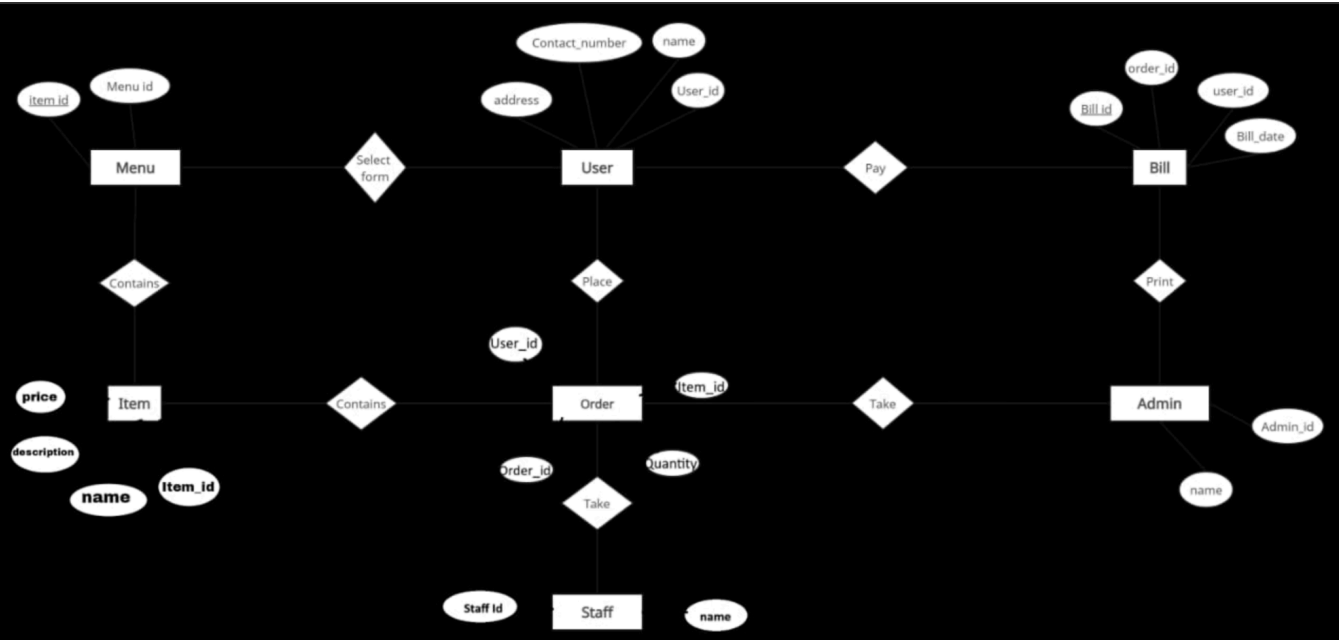 Contact_number
name
order_id
Menu id
item id
address
User_id
user_id
Bill id
Bill_date
Menu
Select
form
User
Pay
Bill
Contains
Place
Print
User_id
Item_id
price
Item
Contains
Order
Take
Admin
Admin_id
description
Order_id
Quantity
name
Item_id
name
Take
Staff Id
Staff
name